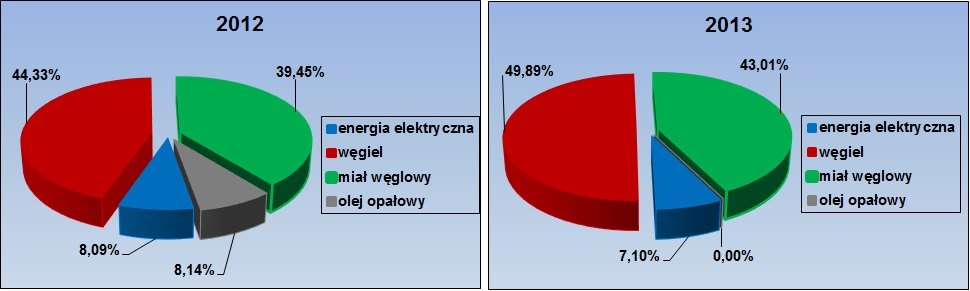 2012
44,33%
39,45%
8,09%
8,14%
energia elektryczna
węgiel
miał węglowy
olej opałowy
2013
49,89%
43,01%
7,10%
0,00%
energia elektryczna
węgiel
miał węglowy
olej opałowy